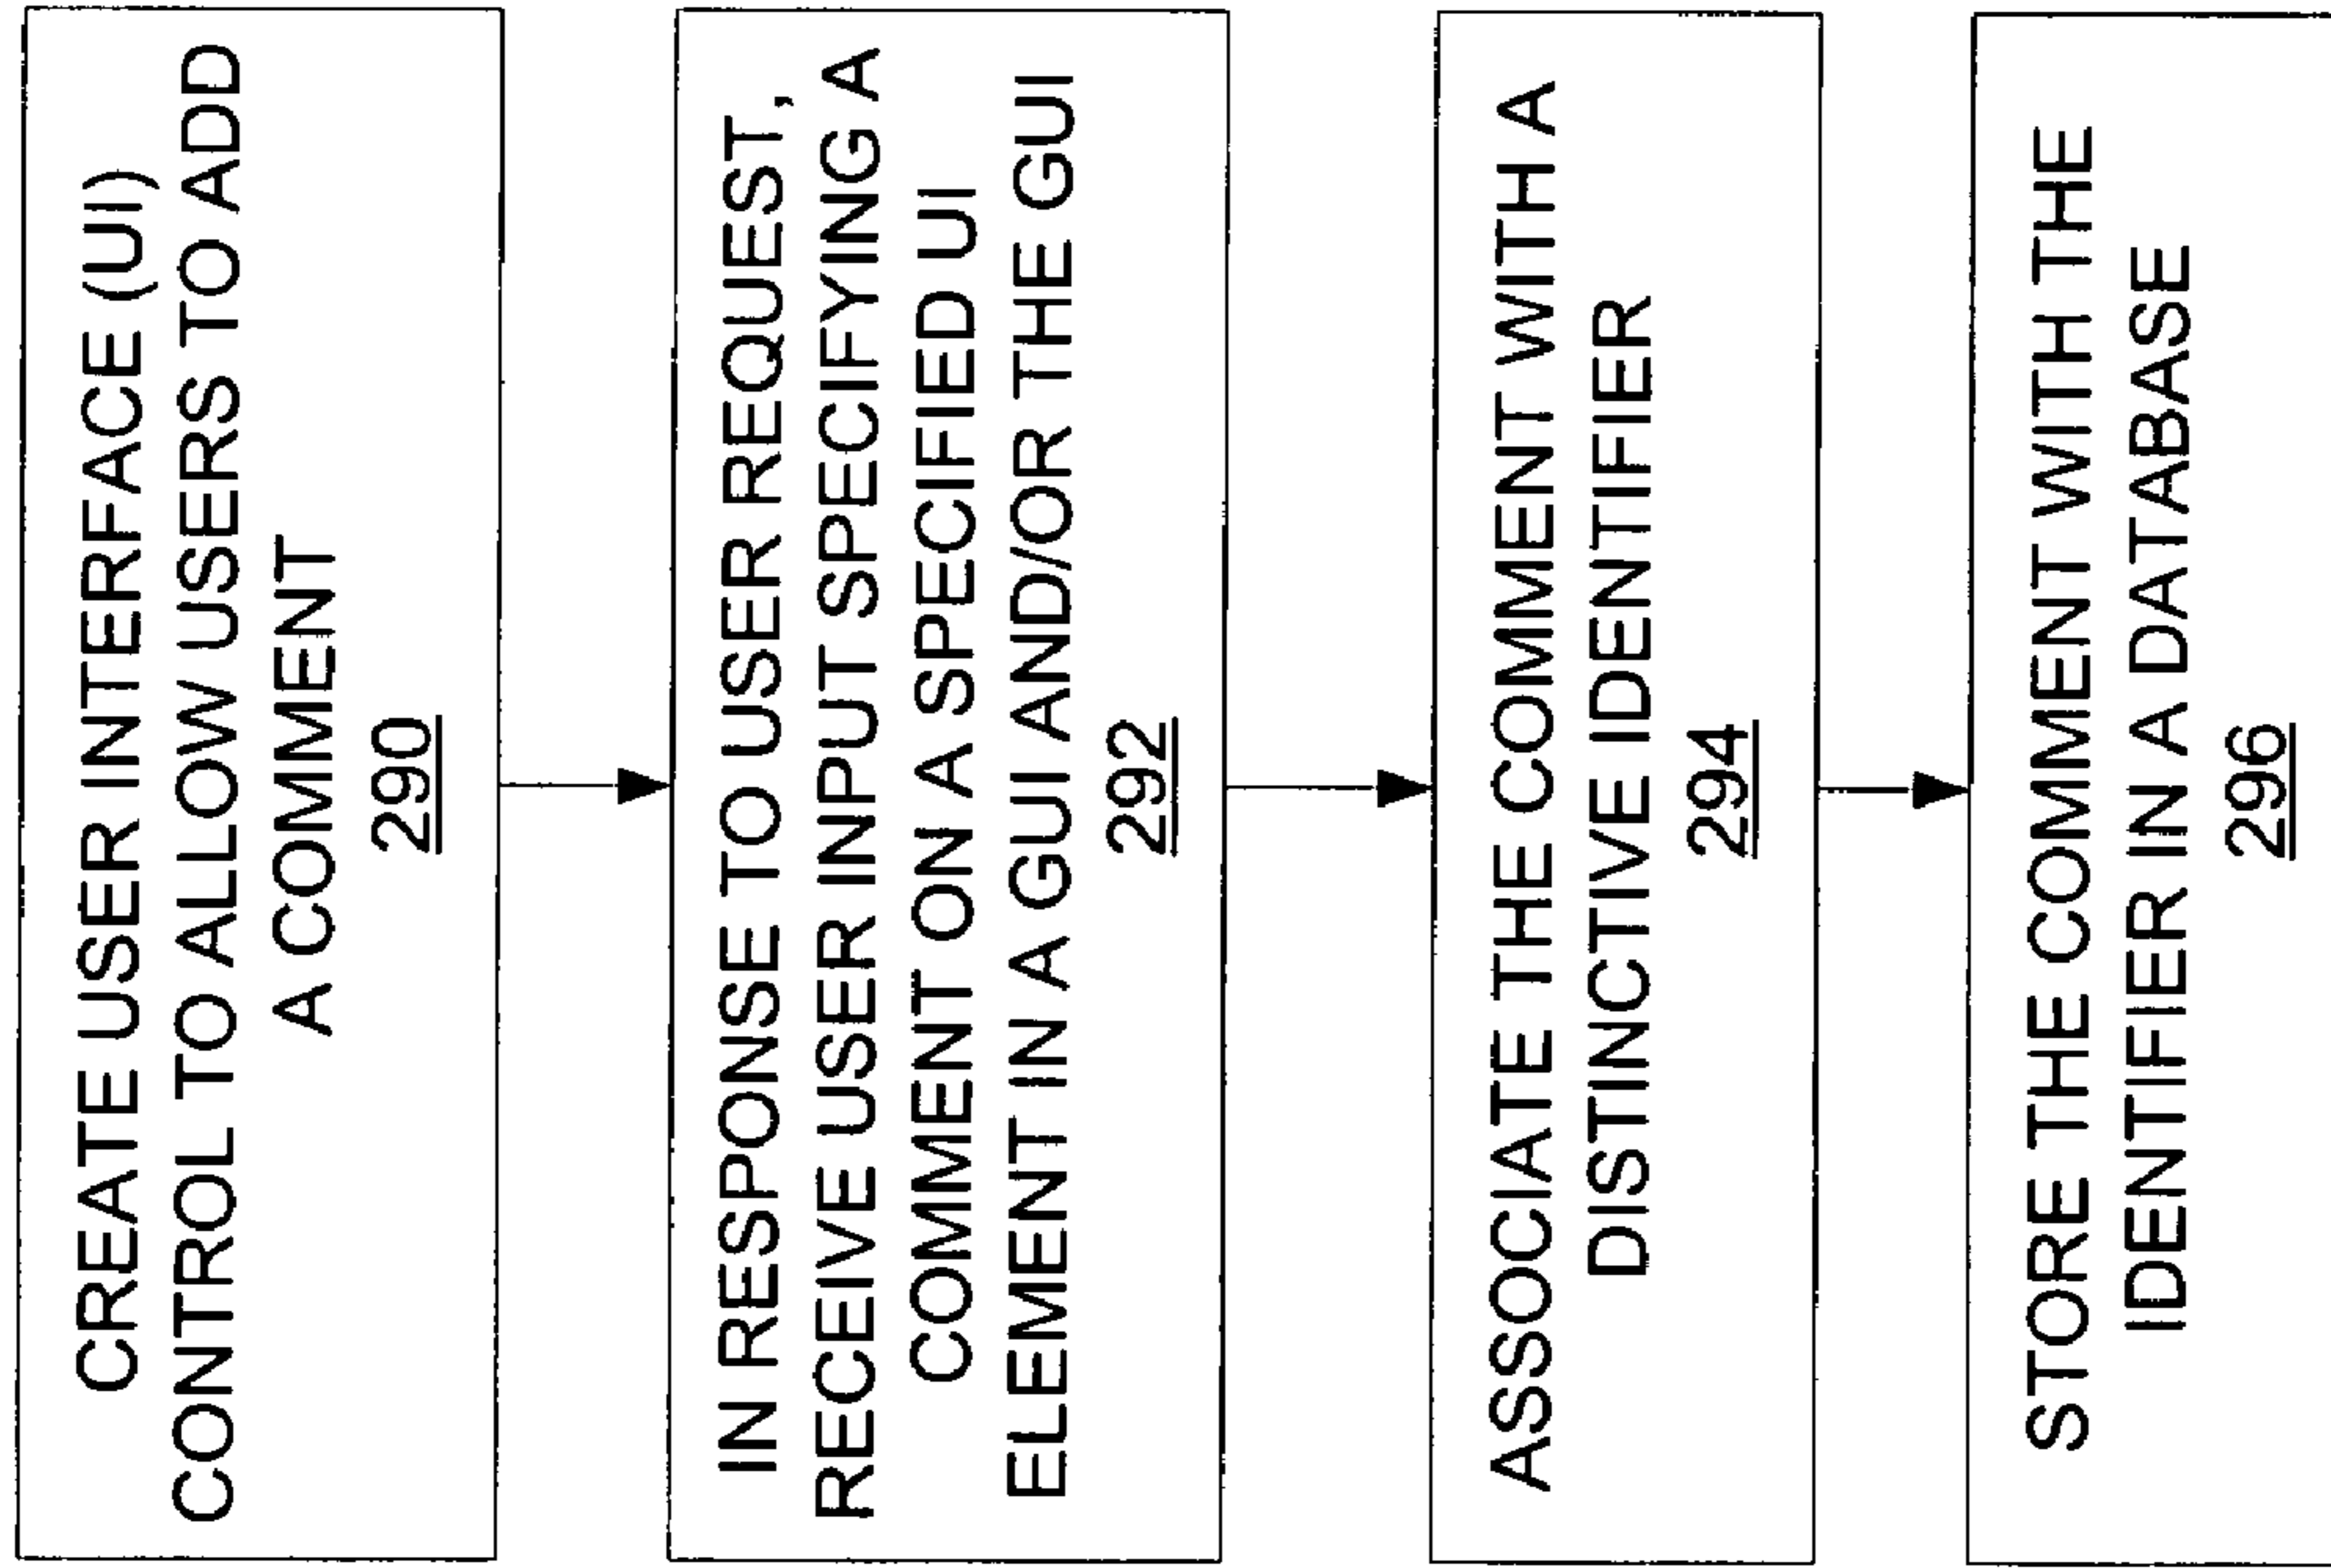 CREATE USER INTERFACE (UI)
CONTROL TO ALLOW USERS TO ADD
A COMMENT
290
IN RESPONSE TO USER REQUEST,
RECEIVE USER INPUT SPECIFYING A
COMMENT ON A SPECIFIED UI
ELEMENT IN A GUI AND/OR THE GUI
292
ASSOCIATE THE COMMENT WITH A
DISTINCTIVE IDENTIFIER
294
STORE THE COMMENT WITH THE
IDENTIFIER IN A DATABASE
296